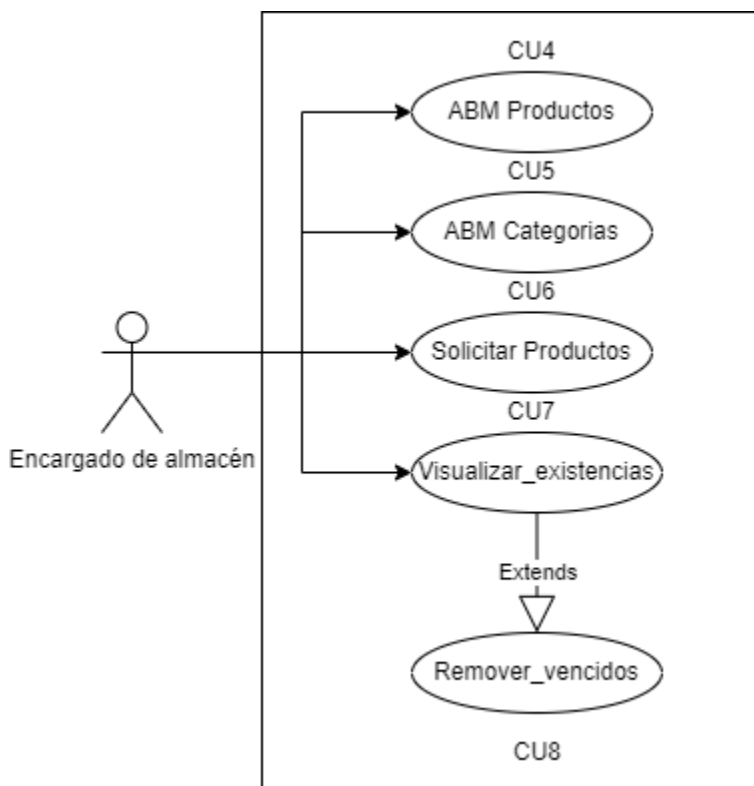 CU4
ABM Productos
CU5
ABM Categorias
CU6
Solicitar Productos
CU7
Encargado de almacén
Visualizar_existencias
Extends
Remover_vencidos
CU8